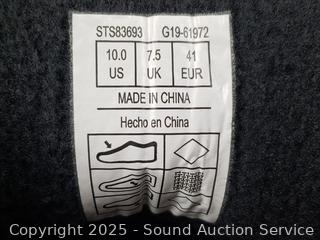 STS83693 G19-61972
10.0 7.5 41
US UK EUR
MADE IN CHINA
Hecho en China
Copyright © 2025 - Sound Auction Service